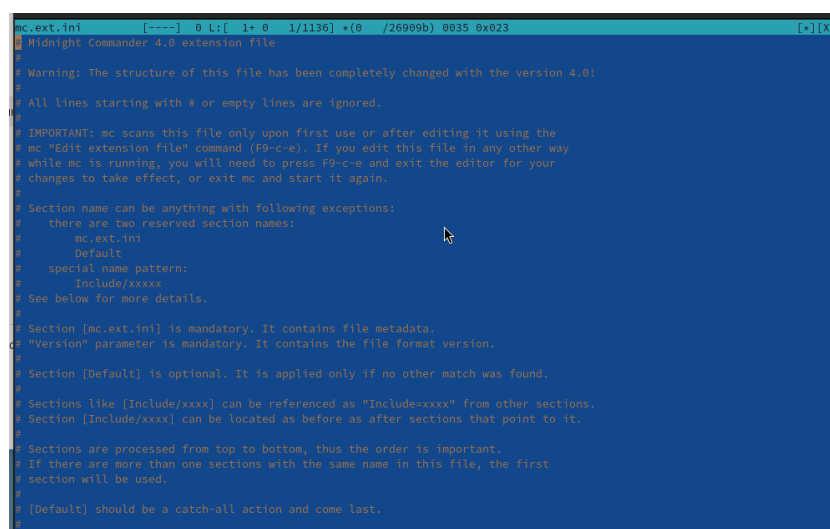 mc.ext.ini [----] 0 L:[ 1+ 0 1/1136] *(0 /26909b) 0035 0x023 [*][X
# Midnight Commander 4.0 extension file
#
# Warning: The structure of this file has been completely changed with the version 4.0!
#
# All lines starting with # or empty lines are ignored.
#
# IMPORTANT: mc scans this file only upon first use or after editing it using the
# mc "Edit extension file" command (F9-c-e). If you edit this file in any other way
# while mc is running, you will need to press F9-c-e and exit the editor for your
# changes to take effect, or exit mc and start it again.
#
# Section name can be anything with following exceptions:
# there are two reserved section names:
# mc.ext.ini
# Default
# special name pattern:
# Include/xxxxx
# See below for more details.
#
# Section [mc.ext.ini] is mandatory. It contains file metadata.
# "Version" parameter is mandatory. It contains the file format version.
#
# Section [Default] is optional. It is applied only if no other match was found.
#
# Sections like [Include/xxxx] can be referenced as "Include=xxxx" from other sections.
# Section [Include/xxxx] can be located as before as after sections that point to it.
#
# Sections are processed from top to bottom, thus the order is important.
# If there are more than one sections with the same name in this file, the first
# section will be used.
#
# [Default] should be a catch-all action and come last.
#